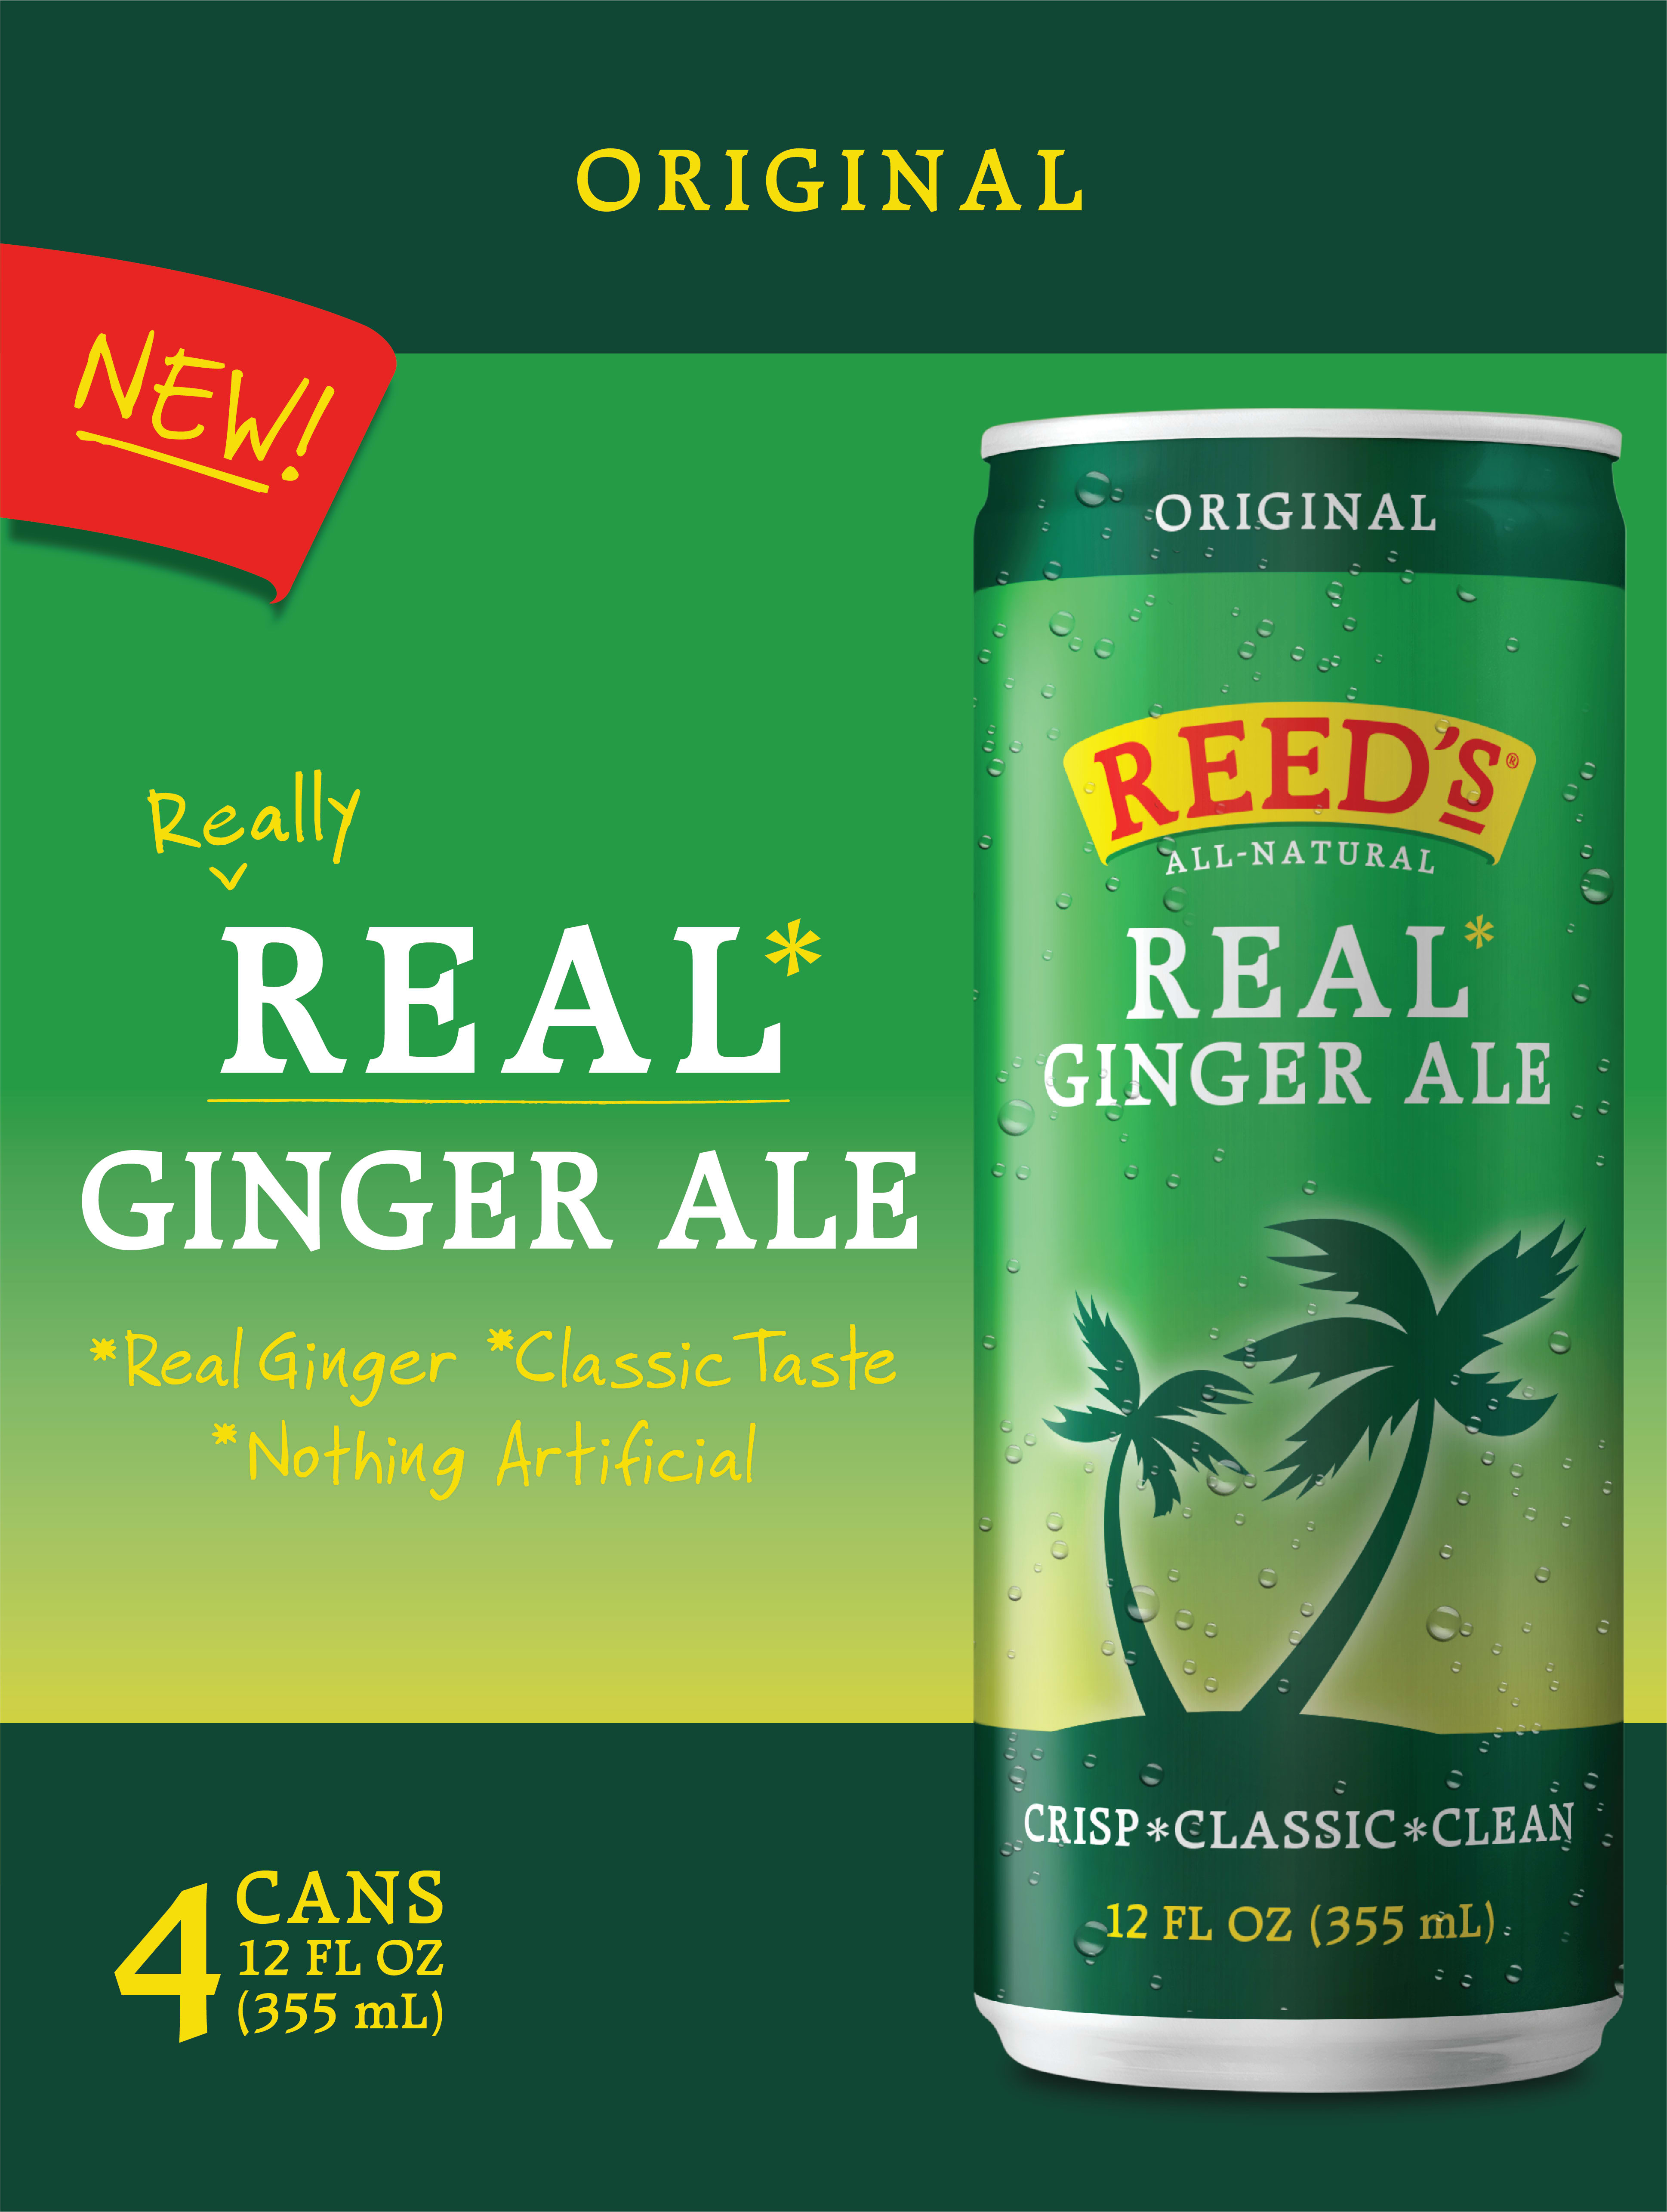 ORIGINAL
NEW!
Really
REAL*
GINGER ALE
*Real Ginger *Classic Taste
*Nothing Artificial
4 CANS
12 FL OZ
(355 mL)
ORIGINAL
REED'S®
ALL-NATURAL
REAL*
GINGER ALE
CRISP*CLASSIC*CLEAN
12 FL OZ (355 mL)